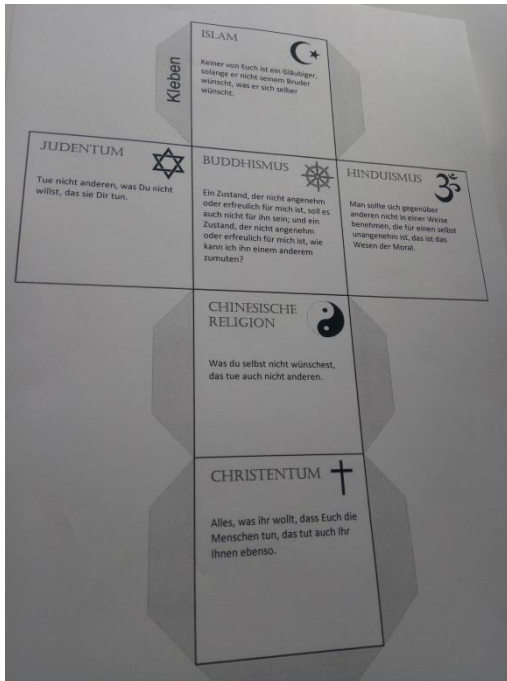 ISLAM
Keiner von Euch ist ein Gläubiger,
solange er nicht seinem Bruder
wünscht, was er sich selber
wünscht.
Kleben
JUDENTUM
Tue nicht anderen, was Du nicht
willst, das sie Dir tun.
BUDDHISMUS
Ein Zustand, der nicht angenehm
oder erfreulich für mich ist, soll es
auch nicht für ihn sein; und ein
Zustand, der nicht angenehm
oder erfreulich für mich ist, wie
kann ich ihn einem anderem
zumuten?
HINDUISMUS
Man sollte sich gegenüber
anderen nicht in einer Weise
benehmen, die für einen selbst
unangenehm ist, das ist das
Wesen der Moral.
CHINESISCHE
RELIGION
Was du selbst nicht wünschest,
das tue auch nicht anderen.
CHRISTENTUM
Alles, was ihr wollt, dass Euch die
Menschen tun, das tut auch ihr
Ihnen ebenso.